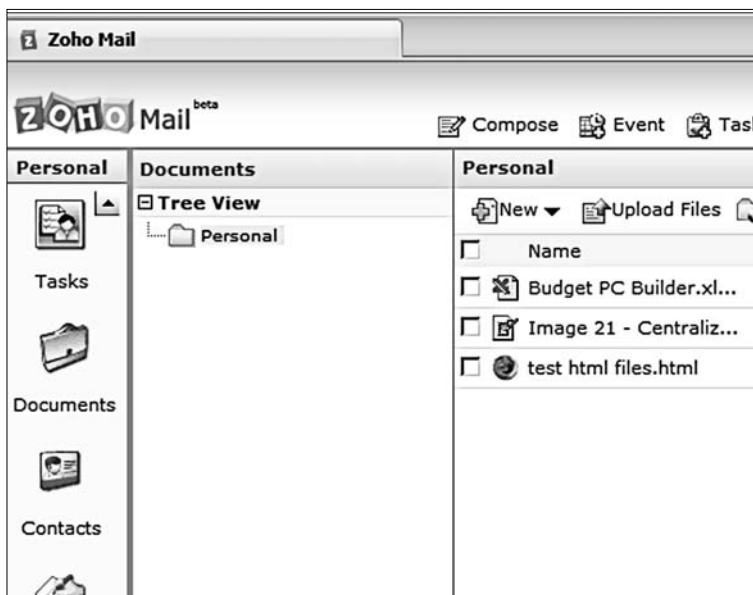 Zoho Mail
ZOHO Mail beta
Compose Event Tas
Personal
Tasks
Documents
Contacts
Documents
Tree View
Personal
Personal
New Upload Files
Name
Budget PC Builder.xl...
Image 21 - Centraliz...
test html files.html